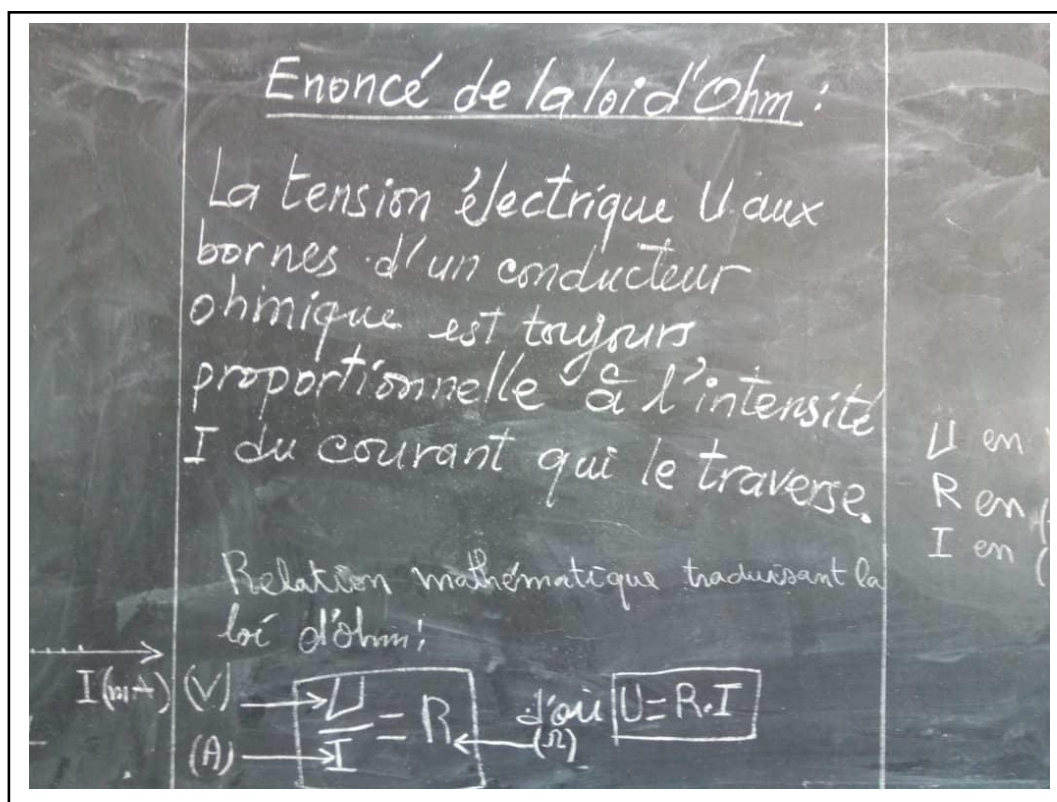 Enoncé de la loi d'Ohm :
La tension électrique U aux
bornes d'un conducteur
ohmique est toujours
proportionnelle à l'intensité
I du courant qui le traverse.
Relation mathématique traduisant la
loi d'Ohm :
I(mA)
(V) → U/I = R d'où U = R.I
(A) → (Ω)
U en
R en (
I en (